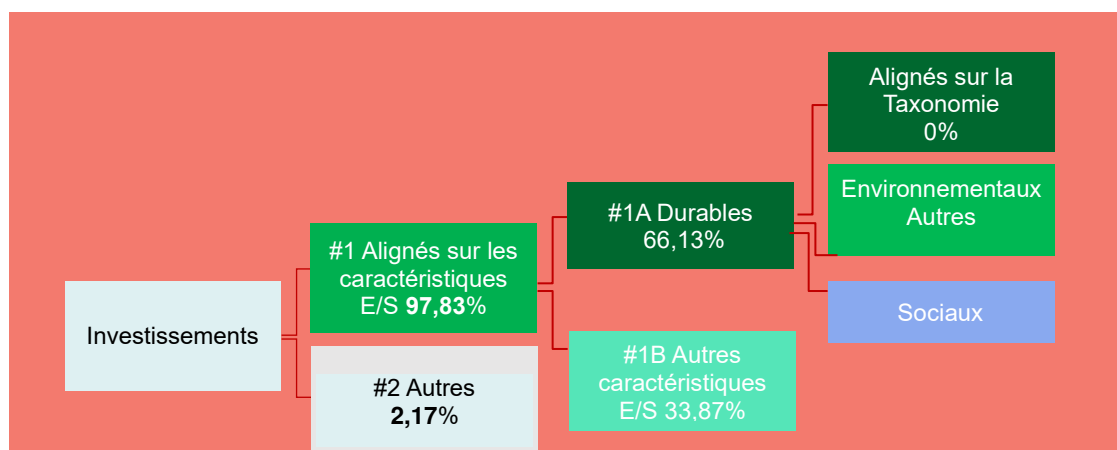 Investissements
#1 Alignés sur les
caractéristiques
E/S 97,83%
#2 Autres
2,17%
#1A Durables
66,13%
#1B Autres
caractéristiques
E/S 33,87%
Alignés sur la
Taxonomie
0%
Environnementaux
Autres
Sociaux